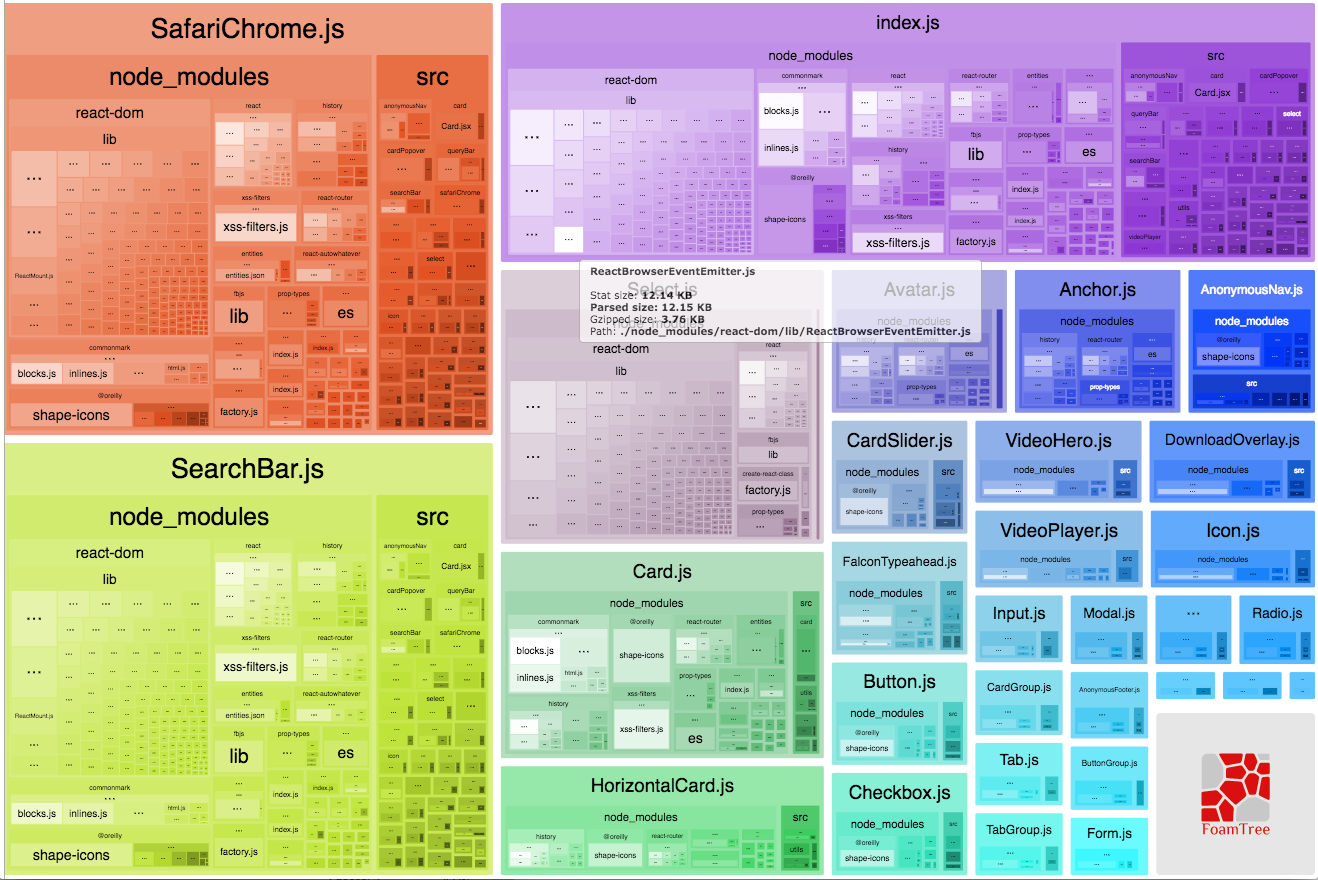 SafariChrome.js
node_modules
src
react-dom
lib
ReactMount.js
react
history
xss-filters
xss-filters.js
react-router
entities
entities.json
react-autowhatever
fbjs
lib
prop-types
es
index.js
index.js
index.js
factory.js
commonmark
blocks.js
inlines.js
html.js
@oreilly
shape-icons
anonymousNav
card
Card.jsx
cardPopover
queryBar
searchBar
safariChrome
select
SearchBar.js
node_modules
src
react-dom
lib
ReactMount.js
react
history
xss-filters
xss-filters.js
react-router
entities
entities.json
react-autowhatever
fbjs
lib
prop-types
es
index.js
index.js
index.js
factory.js
commonmark
blocks.js
inlines.js
html.js
@oreilly
shape-icons
anonymousNav
card
Card.jsx
cardPopover
queryBar
searchBar
safariChrome
select
icon
index.js
node_modules
src
react-dom
lib
commonmark
blocks.js
inlines.js
@oreilly
shape-icons
react
history
xss-filters
xss-filters.js
react-router
fbjs
lib
factory.js
entities
prop-types
index.js
index.js
es
anonymousNav
card
Card.jsx
cardPopover
queryBar
select
searchBar
utils
videoPlayer
ReactBrowserEventEmitter.js
Stat size: 12.14 KB
Parsed size: 12.15 KB
Gzipped size: 3.76 KB
Path: ./node_modules/react-dom/lib/ReactBrowserEventEmitter.js
Select.js
node_modules
react-dom
lib
react
fbjs
lib
create-react-class
factory.js
prop-types
Avatar.js
node_modules
history
react-router
es
prop-types
Anchor.js
node_modules
history
react-router
es
prop-types
AnonymousNav.js
node_modules
@oreilly
shape-icons
src
Card.js
node_modules
src
commonmark
blocks.js
inlines.js
html.js
history
@oreilly
shape-icons
xss-filters
xss-filters.js
react-router
entities
prop-types
index.js
es
card
utils
HorizontalCard.js
node_modules
src
history
@oreilly
shape-icons
react-router
utils
CardSlider.js
node_modules
src
@oreilly
shape-icons
VideoHero.js
node_modules
src
DownloadOverlay.js
node_modules
src
VideoPlayer.js
node_modules
src
Icon.js
node_modules
FalconTypeahead.js
node_modules
src
Button.js
node_modules
src
@oreilly
shape-icons
Checkbox.js
node_modules
src
@oreilly
shape-icons
Input.js
Modal.js
Radio.js
CardGroup.js
AnonymousFooter.js
Tab.js
ButtonGroup.js
TabGroup.js
Form.js
FoamTree